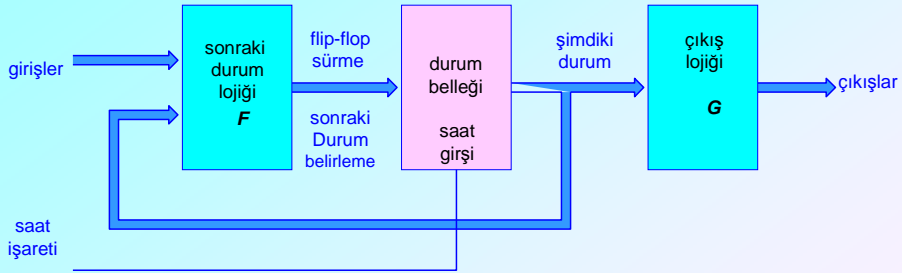 girişler
sonraki
durum
lojiği
F
flip-flop
sürme
sonraki
Durum
belirleme
durum
belleği
saat
girşi
şimdiki
durum
çıkış
lojiği
G
çıkışlar
saat
işareti